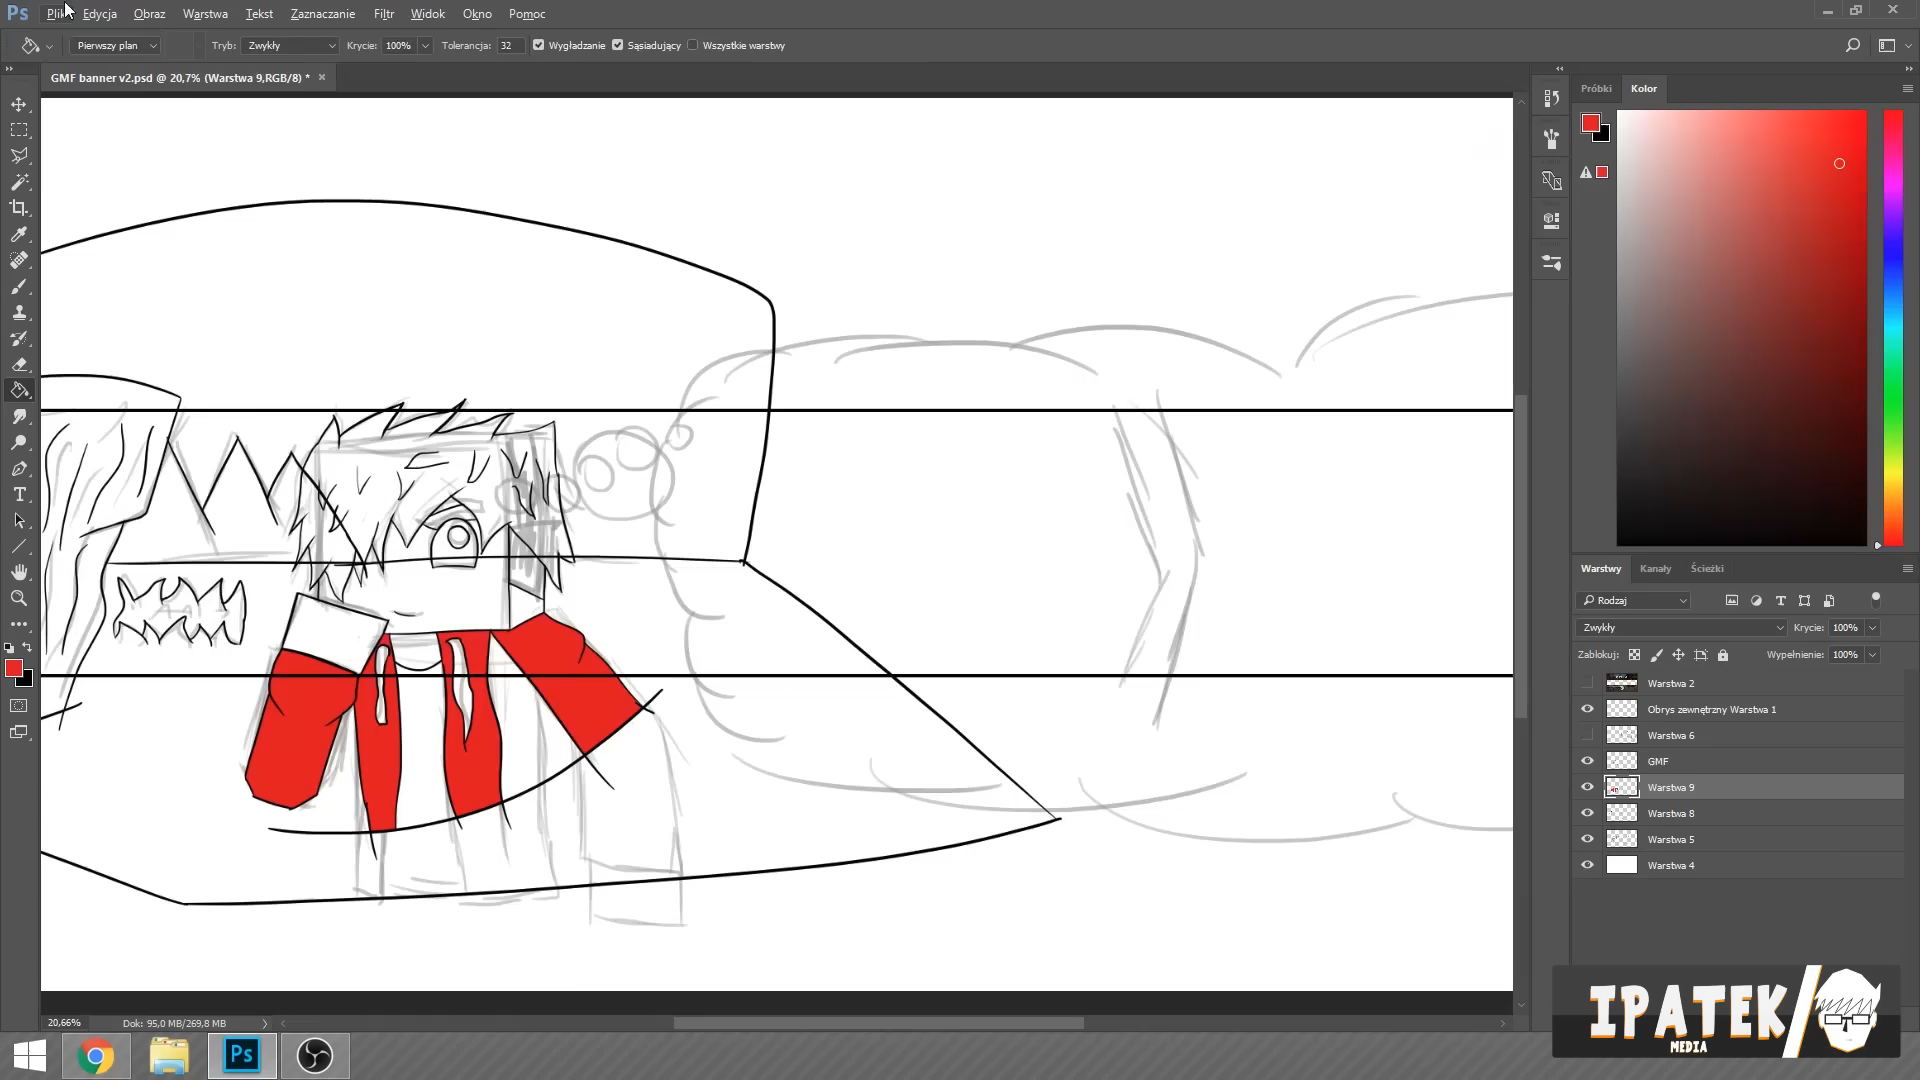 Ps Plik Edycja Obraz Warstwa Tekst Zaznaczanie Filtr Widok Okno Pomoc
Pierwszy plan Tryb: Zwykły Krycie: 100% Tolerancja: 32 Wygładzanie Sąsiadujący Wszystkie warstwy
GMF banner v2.psd @ 20,7% (Warstwa 9,RGB/8) *
Próbki Kolor
Warstwy Kanały Ścieżki
Rodzaj
Zwykły Krycie: 100%
Zablokuj: Wypełnienie: 100%
Warstwa 2
Obrys zewnętrzny Warstwa 1
Warstwa 6
GMF
Warstwa 9
Warstwa 8
Warstwa 5
Warstwa 4
20,66% Dok: 95,0 MB/269,8 MB
Ps
IPATEK
MEDIA